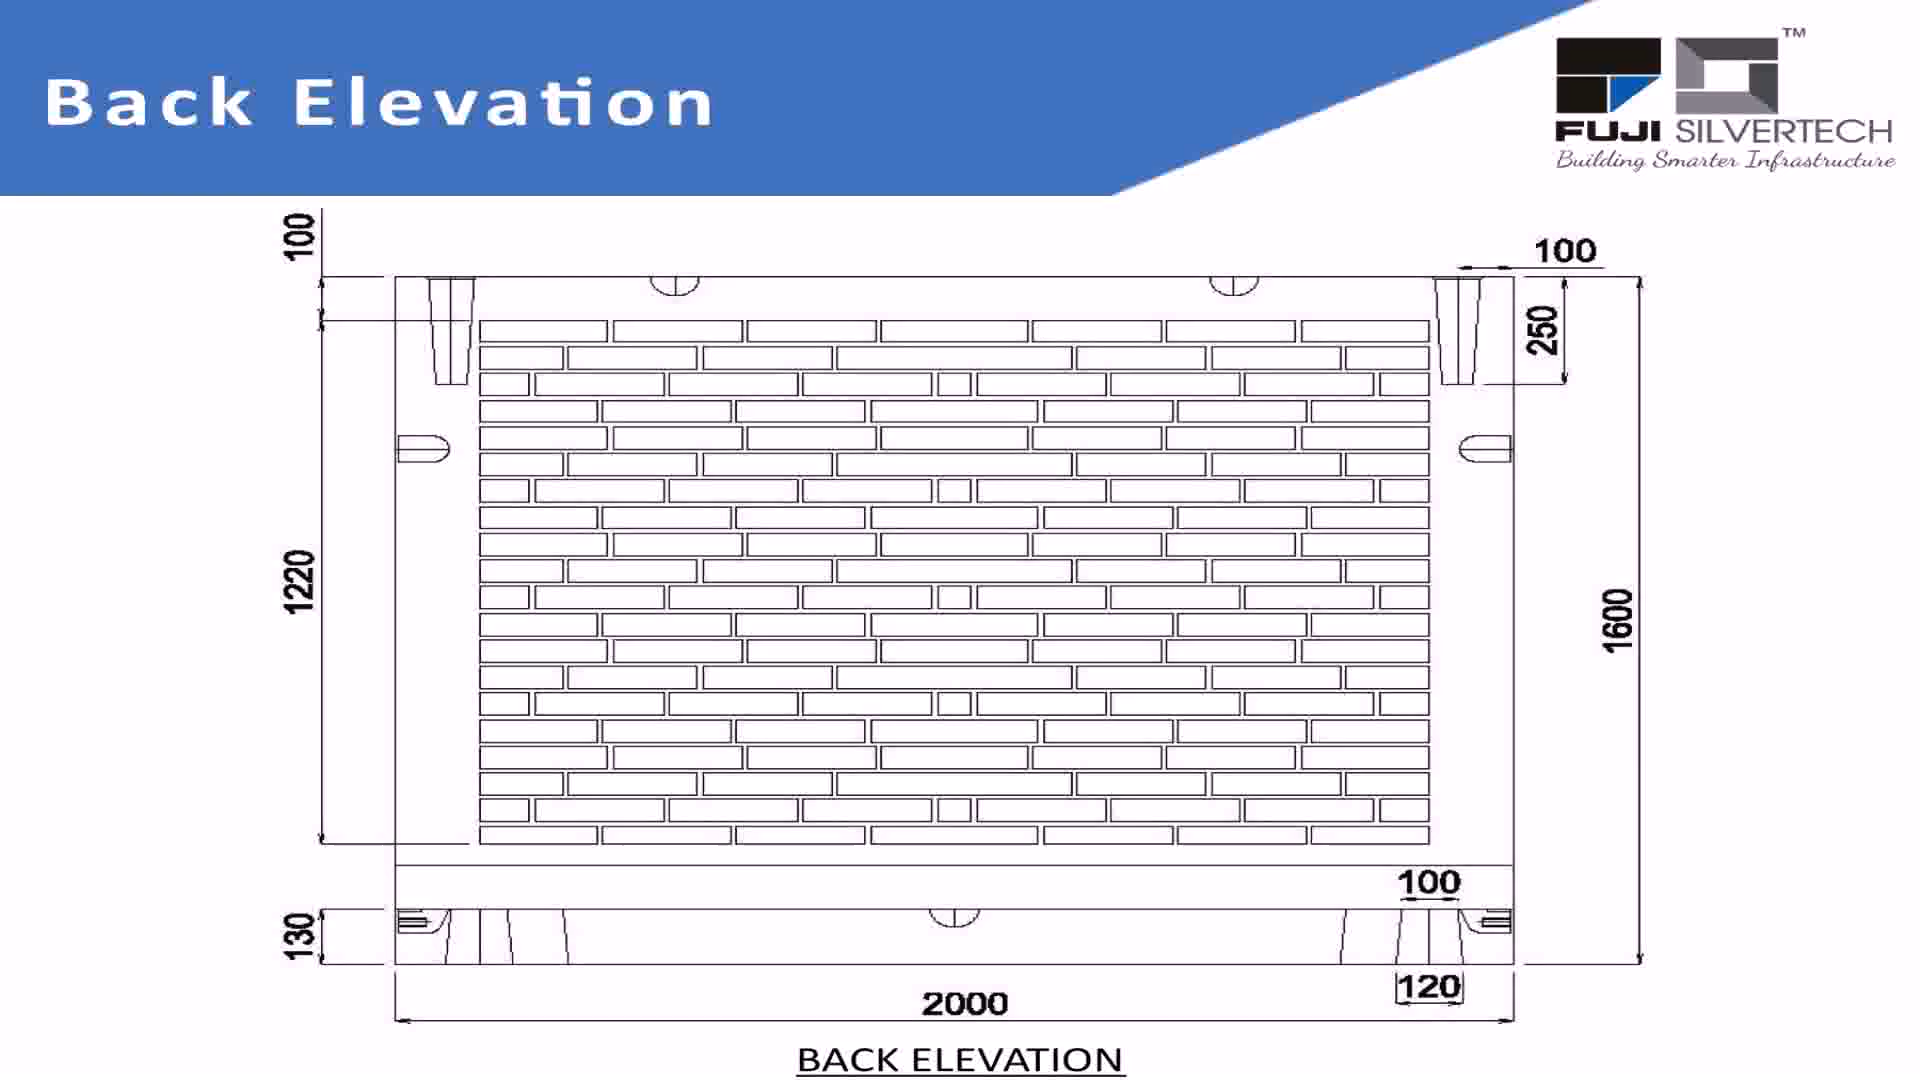 Back Elevation
TM
FUJI SILVERTECH
Building Smarter Infrastructure
100
100
250
1220
1600
100
130
120
2000
BACK ELEVATION